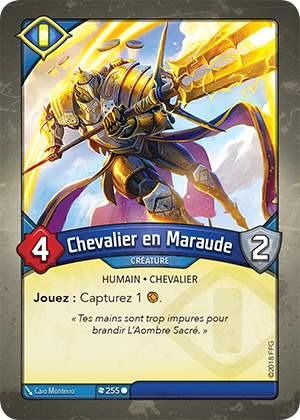 Chevalier en Maraude
4
CRÉATURE
2
HUMAIN • CHEVALIER
Jouez : Capturez 1 .
« Tes mains sont trop impures pour
brandir L’Aombre Sacré. »
©2018 FFG
Caio Monteiro
255